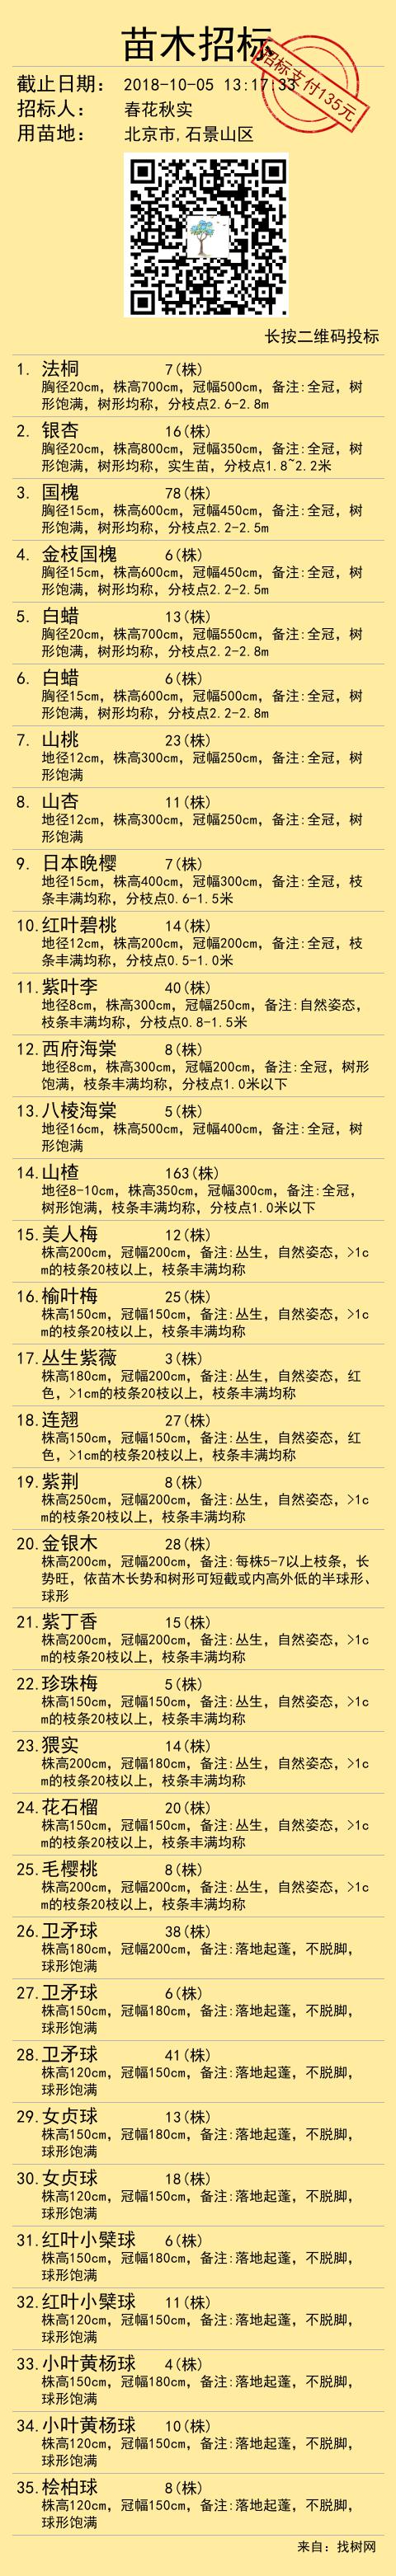 苗木招标
招标支付135元
截止日期： 2018-10-05 13:17:33
招标人： 春花秋实
用苗地： 北京市,石景山区
长按二维码投标
1. 法桐 7(株)
胸径20cm，株高700cm，冠幅500cm，备注:全冠，树
形饱满，树形均称，分枝点2.6-2.8m
2. 银杏 16(株)
胸径20cm，株高800cm，冠幅350cm，备注:全冠，树
形饱满，树形均称，实生苗，分枝点1.8~2.2米
3. 国槐 78(株)
胸径15cm，株高600cm，冠幅450cm，备注:全冠，树
形饱满，树形均称，分枝点2.2-2.5m
4. 金枝国槐 6(株)
胸径15cm，株高600cm，冠幅450cm，备注:全冠，树
形饱满，树形均称，分枝点2.2-2.5m
5. 白蜡 13(株)
胸径20cm，株高700cm，冠幅550cm，备注:全冠，树
形饱满，树形均称，分枝点2.2-2.8m
6. 白蜡 6(株)
胸径15cm，株高600cm，冠幅500cm，备注:全冠，树
形饱满，树形均称，分枝点2.2-2.8m
7. 山桃 23(株)
地径12cm，株高300cm，冠幅250cm，备注:全冠，树
形饱满
8. 山杏 11(株)
地径12cm，株高300cm，冠幅250cm，备注:全冠，树
形饱满
9. 日本晚樱 7(株)
地径15cm，株高400cm，冠幅300cm，备注:全冠，枝
条丰满均称，分枝点0.6-1.5米
10.红叶碧桃 14(株)
地径12cm，株高200cm，冠幅200cm，备注:全冠，枝
条丰满均称，分枝点0.5-1.0米
11.紫叶李 40(株)
地径8cm，株高300cm，冠幅250cm，备注:自然姿态，
枝条丰满均称，分枝点0.8-1.5米
12.西府海棠 8(株)
地径8cm，株高300cm，冠幅200cm，备注:全冠，树形
饱满，枝条丰满均称，分枝点1.0米以下
13.八棱海棠 5(株)
地径16cm，株高500cm，冠幅400cm，备注:全冠，树
形饱满
14.山楂 163(株)
地径8-10cm，株高350cm，冠幅300cm，备注:全冠，
树形饱满，枝条丰满均称，分枝点1.0米以下
15.美人梅 12(株)
株高200cm，冠幅200cm，备注:丛生，自然姿态，>1c
m的枝条20枝以上，枝条丰满均称
16.榆叶梅 25(株)
株高150cm，冠幅150cm，备注:丛生，自然姿态，>1c
m的枝条20枝以上，枝条丰满均称
17.丛生紫薇 3(株)
株高180cm，冠幅200cm，备注:丛生，自然姿态，红
色，>1cm的枝条20枝以上，枝条丰满均称
18.连翘 27(株)
株高150cm，冠幅150cm，备注:丛生，自然姿态，红
色，>1cm的枝条20枝以上，枝条丰满均称
19.紫荆 8(株)
株高250cm，冠幅200cm，备注:丛生，自然姿态，>1c
m的枝条20枝以上，枝条丰满均称
20.金银木 28(株)
株高200cm，冠幅200cm，备注:每株5-7以上枝条，长
势旺，依苗木长势和树形可短截或内高外低的半球形、
球形
21.紫丁香 15(株)
株高200cm，冠幅200cm，备注:丛生，自然姿态，>1c
m的枝条20枝以上，枝条丰满均称
22.珍珠梅 5(株)
株高150cm，冠幅150cm，备注:丛生，自然姿态，>1c
m的枝条20枝以上，枝条丰满均称
23.猥实 14(株)
株高200cm，冠幅180cm，备注:丛生，自然姿态，>1c
m的枝条20枝以上，枝条丰满均称
24.花石榴 20(株)
株高150cm，冠幅150cm，备注:丛生，自然姿态，>1c
m的枝条20枝以上，枝条丰满均称
25.毛樱桃 8(株)
株高200cm，冠幅200cm，备注:丛生，自然姿态，>1c
m的枝条20枝以上，枝条丰满均称
26.卫矛球 38(株)
株高180cm，冠幅200cm，备注:落地起蓬，不脱脚，
球形饱满
27.卫矛球 6(株)
株高150cm，冠幅180cm，备注:落地起蓬，不脱脚，
球形饱满
28.卫矛球 41(株)
株高120cm，冠幅150cm，备注:落地起蓬，不脱脚，
球形饱满
29.女贞球 13(株)
株高150cm，冠幅180cm，备注:落地起蓬，不脱脚，
球形饱满
30.女贞球 18(株)
株高120cm，冠幅150cm，备注:落地起蓬，不脱脚，
球形饱满
31.红叶小檗球 6(株)
株高150cm，冠幅180cm，备注:落地起蓬，不脱脚，
球形饱满
32.红叶小檗球 11(株)
株高120cm，冠幅150cm，备注:落地起蓬，不脱脚，
球形饱满
33.小叶黄杨球 4(株)
株高150cm，冠幅180cm，备注:落地起蓬，不脱脚，
球形饱满
34.小叶黄杨球 10(株)
株高120cm，冠幅150cm，备注:落地起蓬，不脱脚，
球形饱满
35.桧柏球 8(株)
株高120cm，冠幅150cm，备注:落地起蓬，不脱脚，
球形饱满
来自：找树网